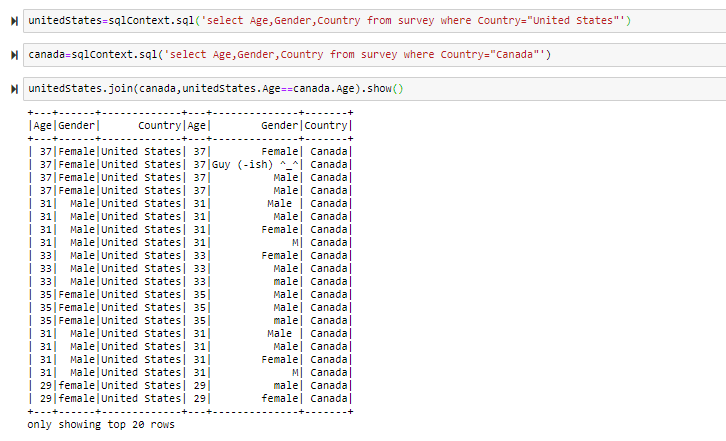 unitedStates=sqlContext.sql('select Age,Gender,Country from survey where Country="United States"')
canada=sqlContext.sql('select Age,Gender,Country from survey where Country="Canada"')
unitedStates.join(canada,unitedStates.Age==canada.Age).show()
+---+------+-------------+---+--------------+-------+
|Age|Gender|      Country|Age|        Gender|Country|
+---+------+-------------+---+--------------+-------+
| 37|Female|United States| 37|        Female| Canada|
| 37|Female|United States| 37|Guy (-ish) ^_^| Canada|
| 37|Female|United States| 37|          Male| Canada|
| 37|Female|United States| 37|          Male| Canada|
| 31|  Male|United States| 31|         Male | Canada|
| 31|  Male|United States| 31|          Male| Canada|
| 31|  Male|United States| 31|        Female| Canada|
| 31|  Male|United States| 31|             M| Canada|
| 33|  Male|United States| 33|        Female| Canada|
| 33|  Male|United States| 33|          Male| Canada|
| 33|  Male|United States| 33|          male| Canada|
| 35|Female|United States| 35|          Male| Canada|
| 35|Female|United States| 35|          Male| Canada|
| 35|Female|United States| 35|          male| Canada|
| 31|  Male|United States| 31|         Male | Canada|
| 31|  Male|United States| 31|          Male| Canada|
| 31|  Male|United States| 31|        Female| Canada|
| 31|  Male|United States| 31|             M| Canada|
| 29|female|United States| 29|          male| Canada|
| 29|female|United States| 29|        female| Canada|
+---+------+-------------+---+--------------+-------+
only showing top 20 rows